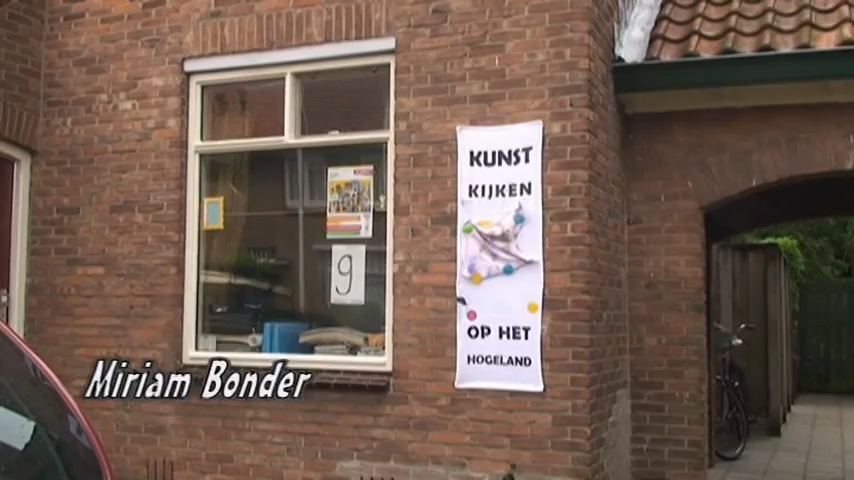 KUNST
KIJKEN
OP HET
HOGELAND
9
Miriam Bonder